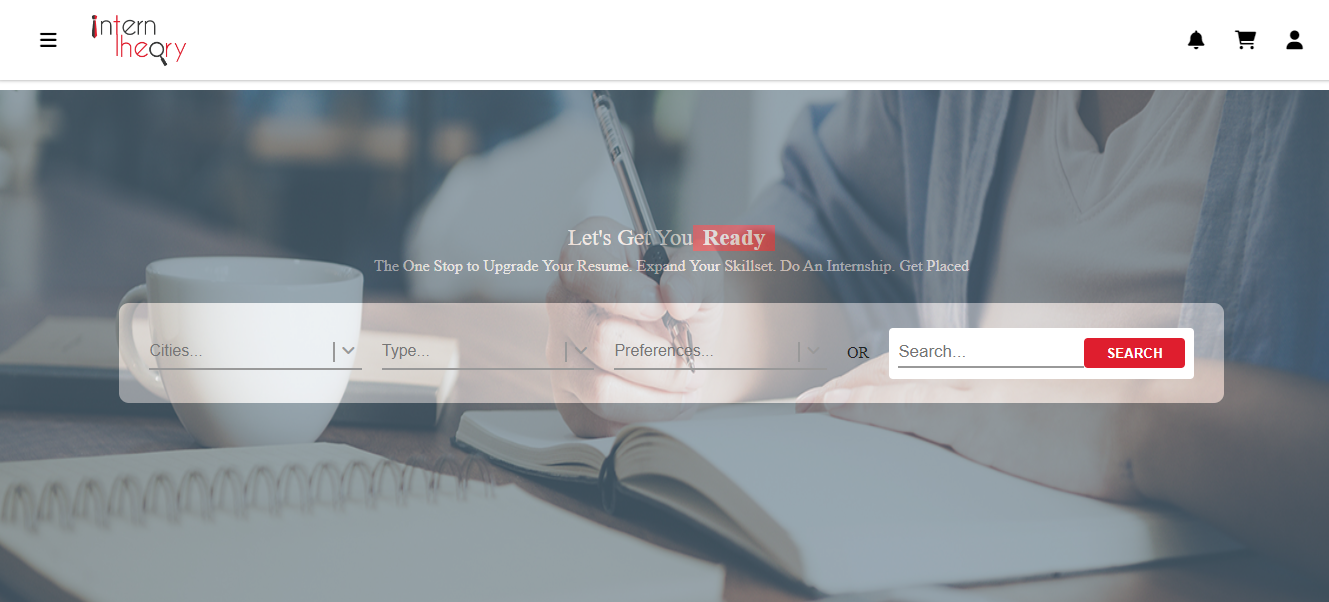 intern
Theory
Let's Get You Ready
The One Stop to Upgrade Your Resume. Expand Your Skillset. Do An Internship. Get Placed
Cities... Type... Preferences... OR Search... SEARCH